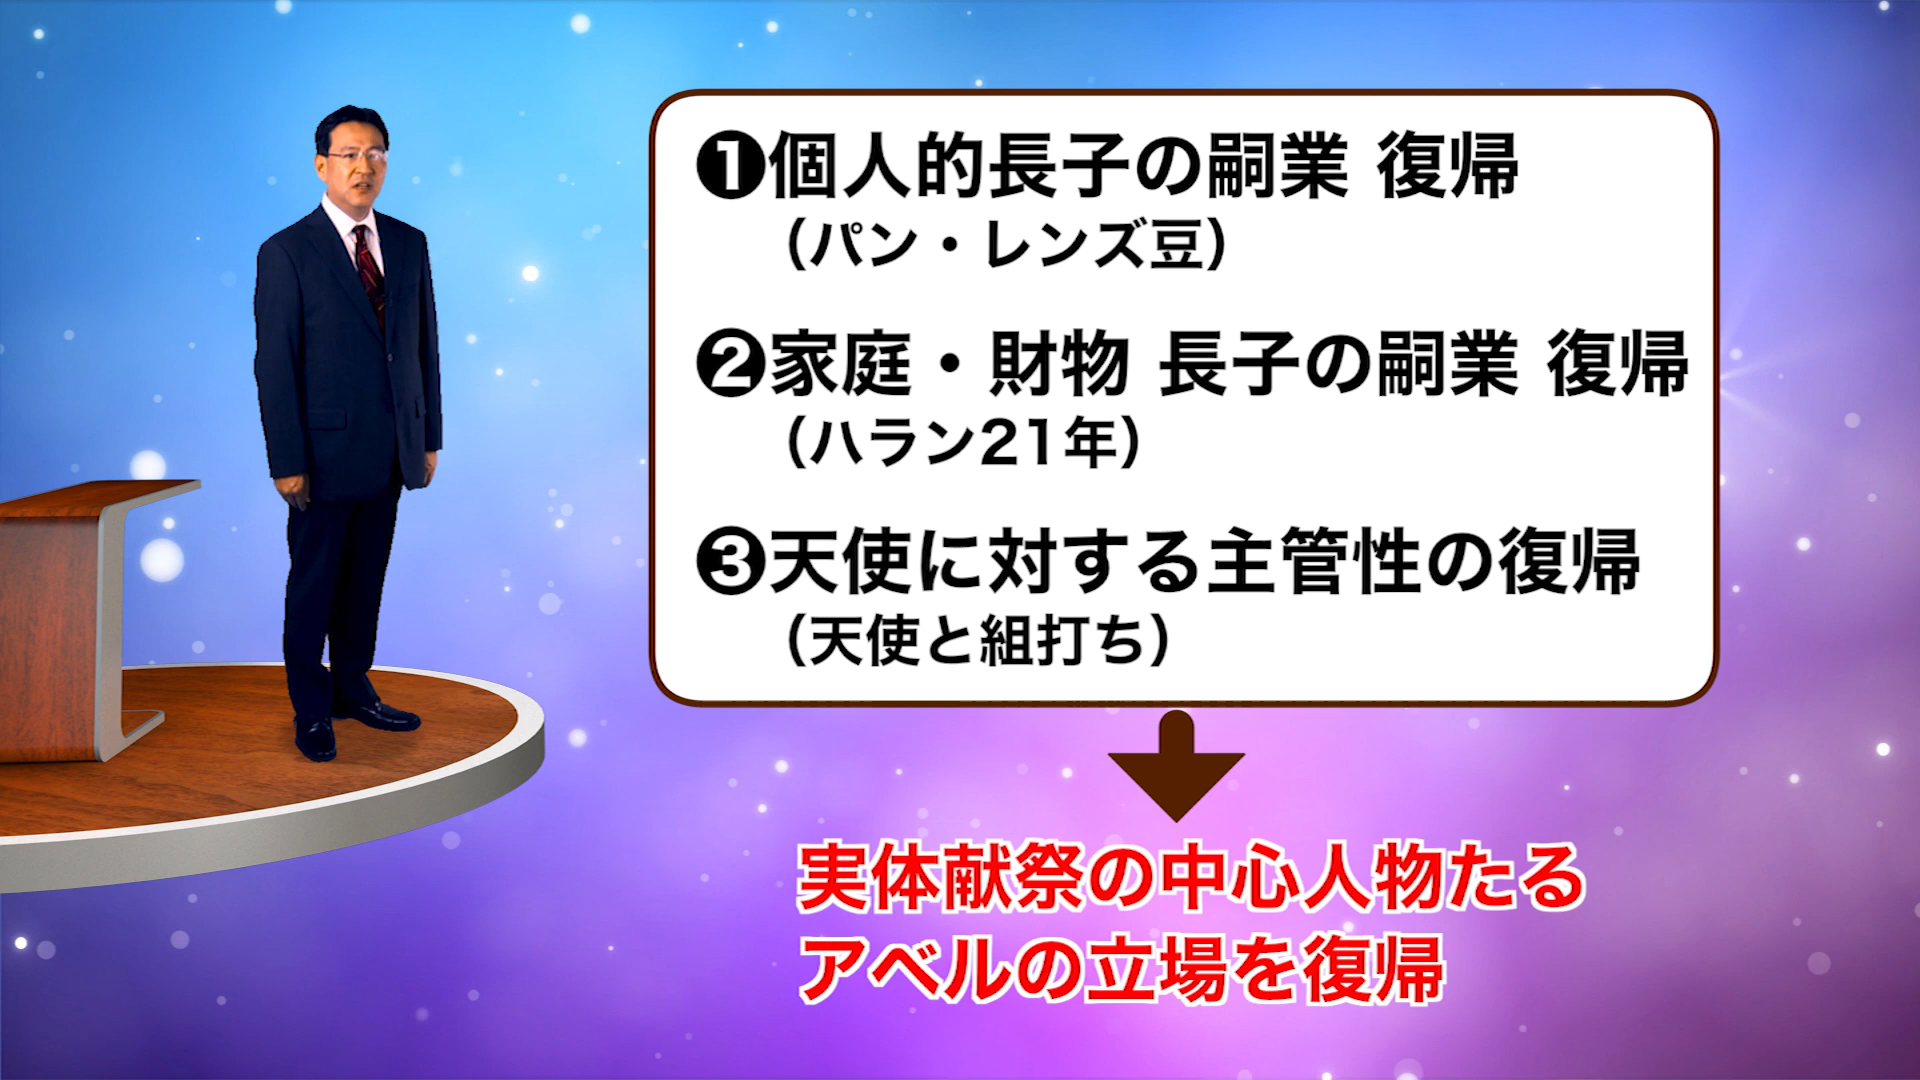 ❶個人的長子の嗣業 復帰
（パン・レンズ豆）
❷家庭・財物 長子の嗣業 復帰
（ハラン21年）
❸天使に対する主管性の復帰
（天使と組打ち）
実体献祭の中心人物たる
アベルの立場を復帰